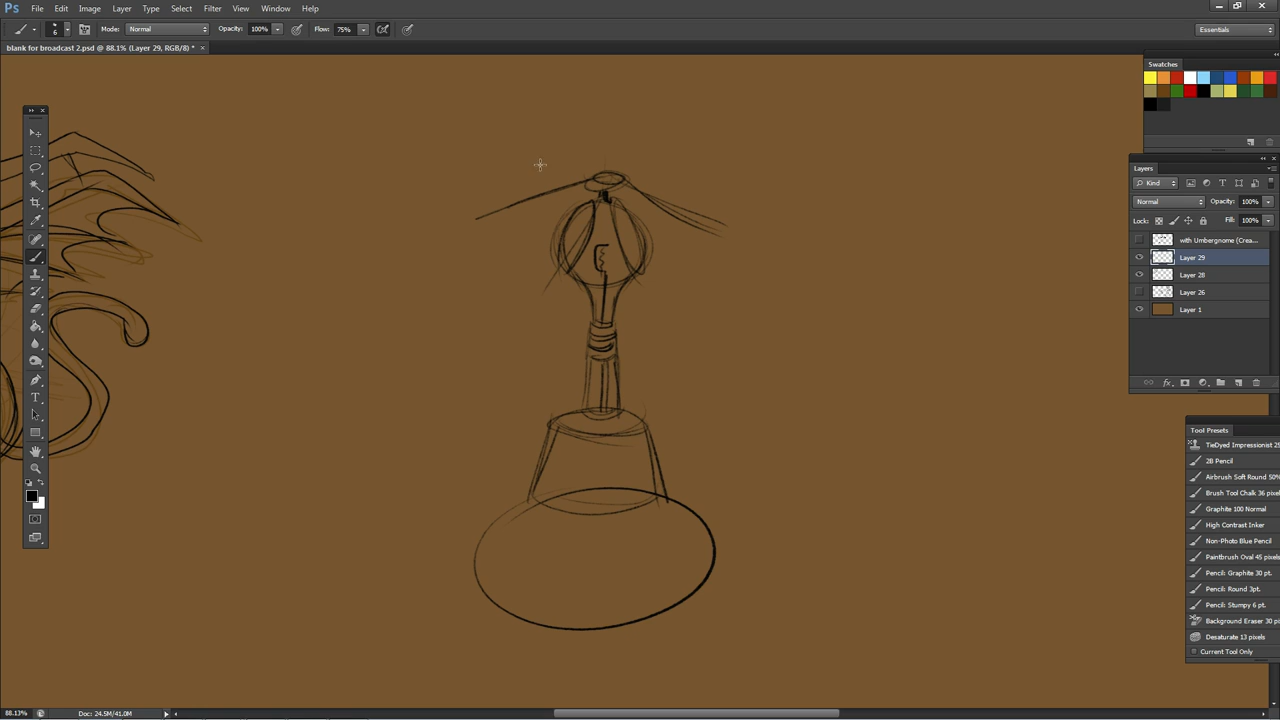 Ps File Edit Image Layer Type Select Filter View Window Help
6 Mode: Normal Opacity: 100% Flow: 75% Essentials
blank for broadcast 2.psd @ 88.1% (Layer 29, RGB/8) * ×
Swatches
Layers
Kind
Normal Opacity: 100%
Lock: Fill: 100%
with Umbergnome (Crea...
Layer 29
Layer 28
Layer 26
Layer 1
fx
Tool Presets
TieDyed Impressionist 25
2B Pencil
Airbrush Soft Round 50%
Brush Tool Chalk 36 pixel
Graphite 100 Normal
High Contrast Inker
Non-Photo Blue Pencil
Paintbrush Oval 45 pixels
Pencil: Graphite 30 pt.
Pencil: Round 3pt.
Pencil: Stumpy 6 pt.
Background Eraser 30 pi
Desaturate 13 pixels
Current Tool Only
88.13% Doc: 24.5M/41.0M